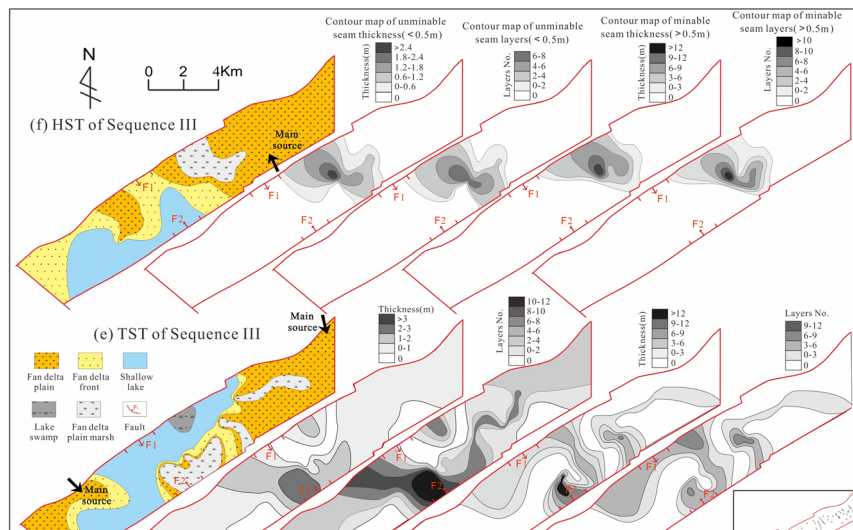 Contour map of unminable
seam thickness(<0.5m)
Contour map of unminable
seam layers(<0.5m)
Contour map of minable
seam thickness(>0.5m)
Contour map of minable
seam layers(>0.5m)
N
0 2 4Km
Thickness(m)
>2.4
1.8-2.4
1.2-1.8
0.6-1.2
0-0.6
0
Layers No.
6-8
4-6
2-4
0-2
0
Thickness(m)
>12
9-12
6-9
3-6
0-3
0
Layers No.
>10
8-10
6-8
4-6
2-4
0-2
0
(f) HST of Sequence III
Main
source
F1
F2
F1
F2
F1
F2
F1
F2
F1
F2
(e) TST of Sequence III
Main
source
Thickness(m)
>3
2-3
1-2
0-1
0
Layers No.
10-12
8-10
6-8
4-6
2-4
0-2
0
Thickness(m)
>12
9-12
6-9
3-6
0-3
0
Layers No.
9-12
6-9
3-6
0-3
0
Fan delta
plain
Fan delta
front
Shallow
lake
Lake
swamp
Fan delta
plain marsh
Fault
F1
F2
Main
source
F1
F2
F1
F2
F1
F2
F1
F2